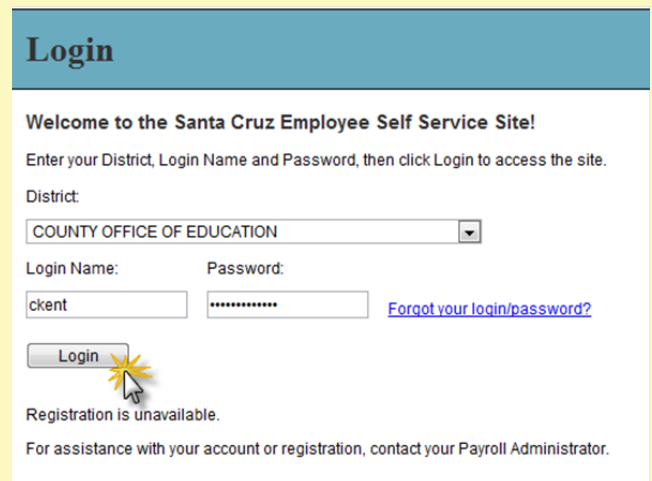 Login
Welcome to the Santa Cruz Employee Self Service Site!
Enter your District, Login Name and Password, then click Login to access the site.
District:
COUNTY OFFICE OF EDUCATION
Login Name: Password:
ckent ************* Forgot your login/password?
Login
Registration is unavailable.
For assistance with your account or registration, contact your Payroll Administrator.